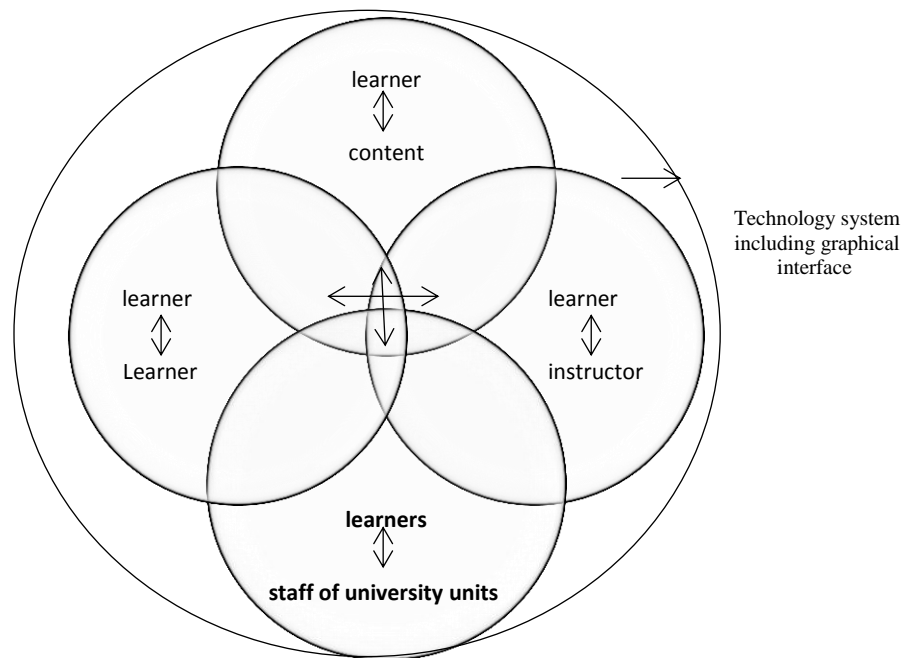 learner
content
Technology system
including graphical
interface
learner
Learner
learner
instructor
learners
staff of university units